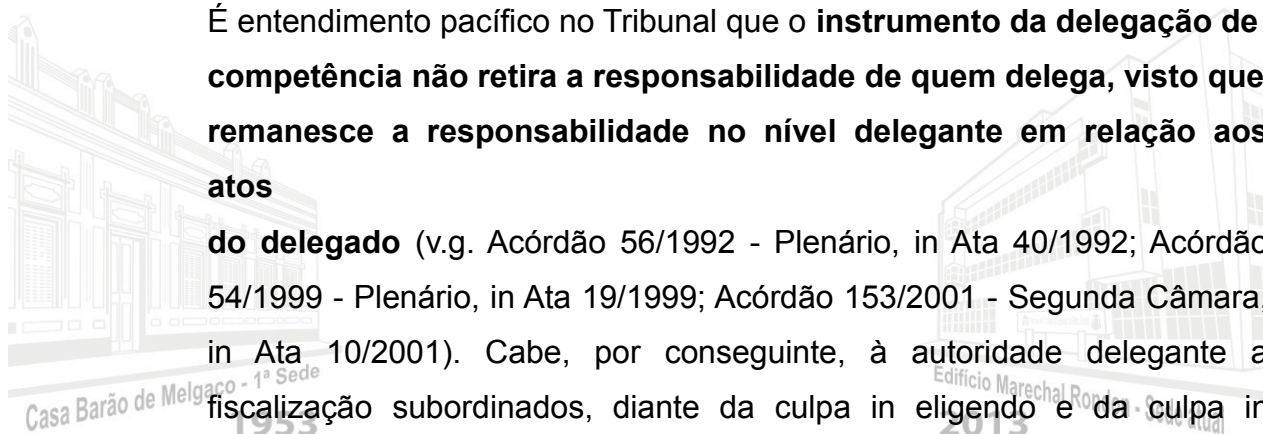 É entendimento pacífico no Tribunal que o instrumento da delegação de
competência não retira a responsabilidade de quem delega, visto que
remanesce a responsabilidade no nível delegante em relação aos
atos
do delegado (v.g. Acórdão 56/1992 - Plenário, in Ata 40/1992; Acórdão
54/1999 - Plenário, in Ata 19/1999; Acórdão 153/2001 - Segunda Câmara,
in Ata 10/2001). Cabe, por conseguinte, à autoridade delegante a
fiscalização subordinados, diante da culpa in eligendo e da culpa in
Casa Barão de Melgaço - 1ª Sede
1953
Edifício Marechal Rondon - Sede atual
2013